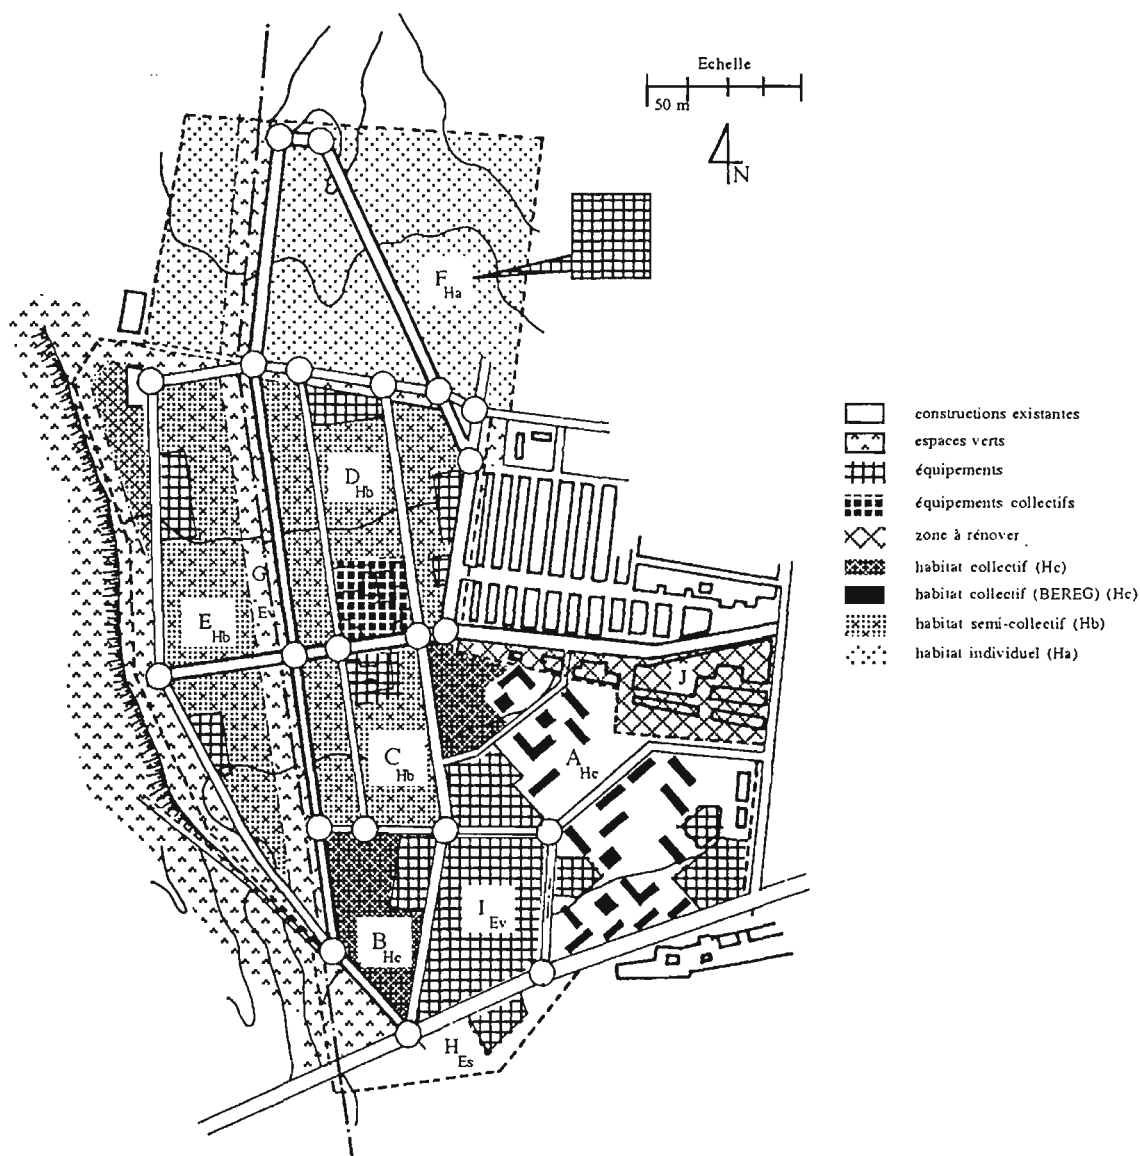 Echelle
50 m
N
F
Ha
D
Hb
G
Ev
E
Hb
C
Hb
J
A
Hc
I
Ev
B
Hc
H
Es
constructions existantes
espaces verts
équipements
équipements collectifs
zone à rénover
habitat collectif (Hc)
habitat collectif (BEREG) (Hc)
habitat semi-collectif (Hb)
habitat individuel (Ha)